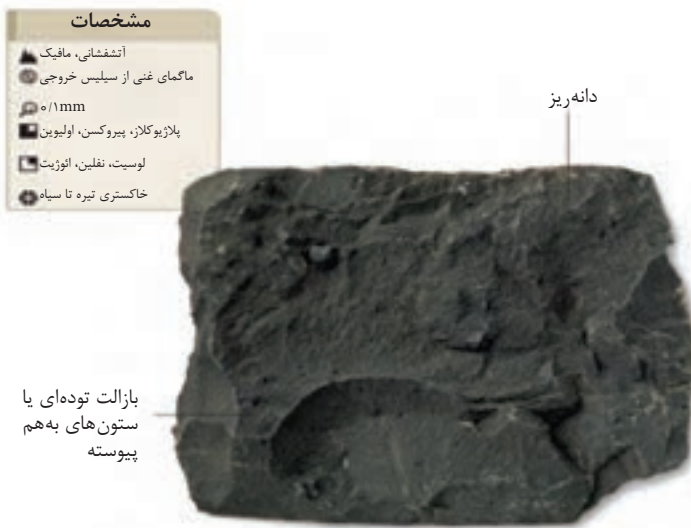 مشخصات
آتشفشانی، مافیک
ماگمای غنی از سیلیس خروجی
۰/۱mm
پلاژیوکلاز، پیروکسن، اولیوین
لوسیت، نفلین، ائوژیت
خاکستری تیره تا سیاه
دانه‌ریز
بازالت توده‌ای یا
ستون‌های به‌هم
پیوسته